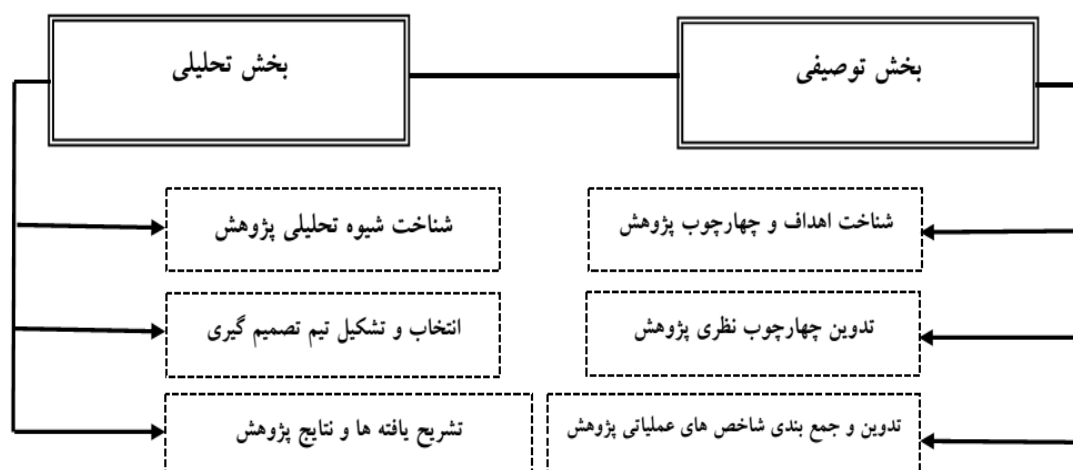 بخش توصیفی
بخش تحلیلی
شناخت اهداف و چهارچوب پژوهش
تدوین چهارچوب نظری پژوهش
تدوین و جمع بندی شاخص های عملیاتی پژوهش
شناخت شیوه تحلیلی پژوهش
انتخاب و تشکیل تیم تصمیم گیری
تشریح یافته ها و نتایج پژوهش